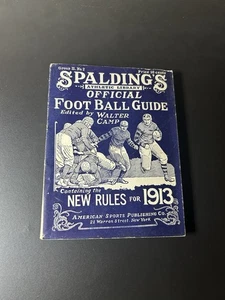 GROUP II. No. 2 Price 10 cents
SPALDING'S
ATHLETIC LIBRARY
OFFICIAL
FOOT BALL GUIDE
Edited by WALTER
CAMP
Containing the
NEW RULES FOR 1913
AMERICAN SPORTS PUBLISHING Co.
21 Warren Street, New York